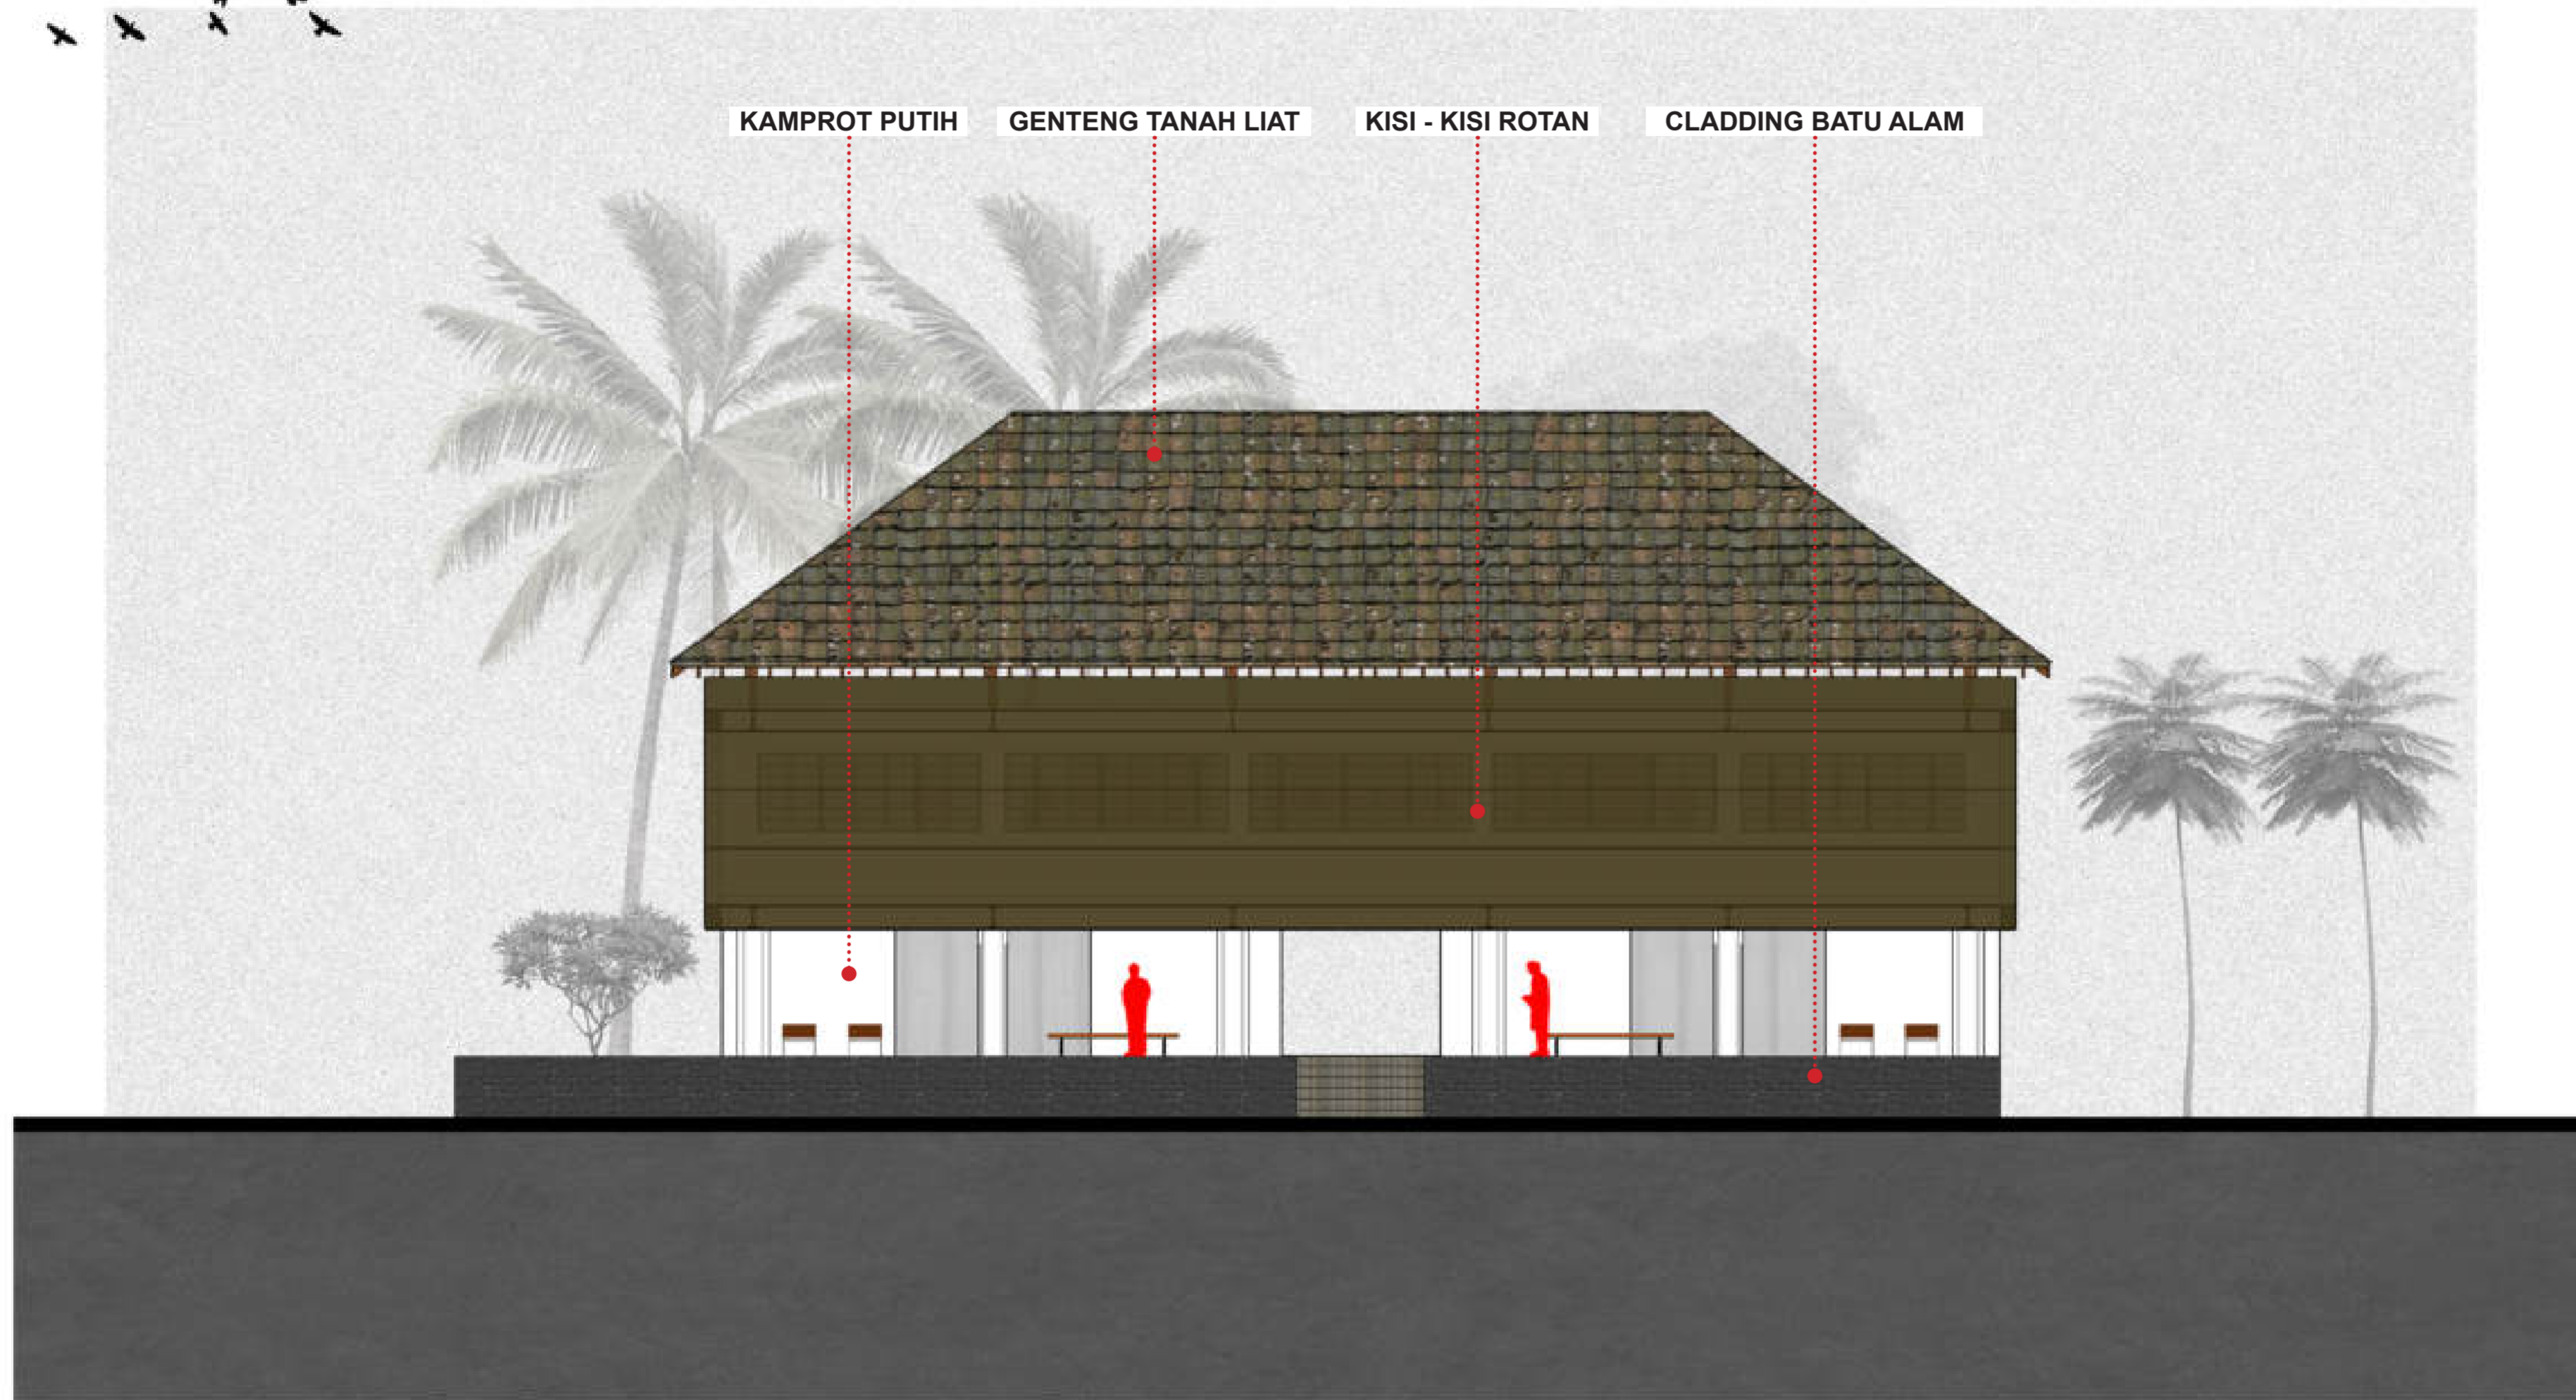 KAMPROT PUTIH
GENTENG TANAH LIAT
KISI - KISI ROTAN
CLADDING BATU ALAM